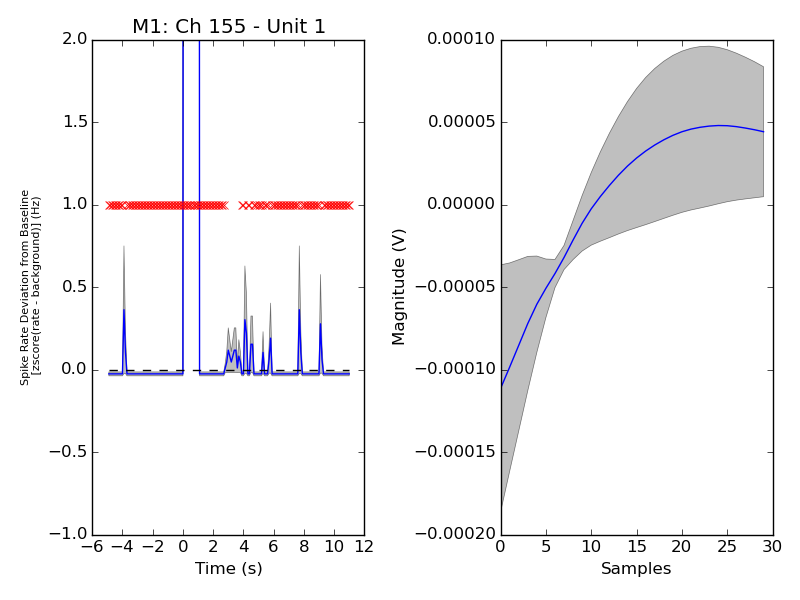 M1: Ch 155 - Unit 1
2.0
1.5
1.0
0.5
0.0
−0.5
−1.0
−6 −4 −2 0 2 4 6 8 10 12
Time (s)
Spike Rate Deviation from Baseline
[zscore(rate - background)] (Hz)
0.00010
0.00005
0.00000
−0.00005
−0.00010
−0.00015
−0.00020
0 5 10 15 20 25 30
Samples
Magnitude (V)